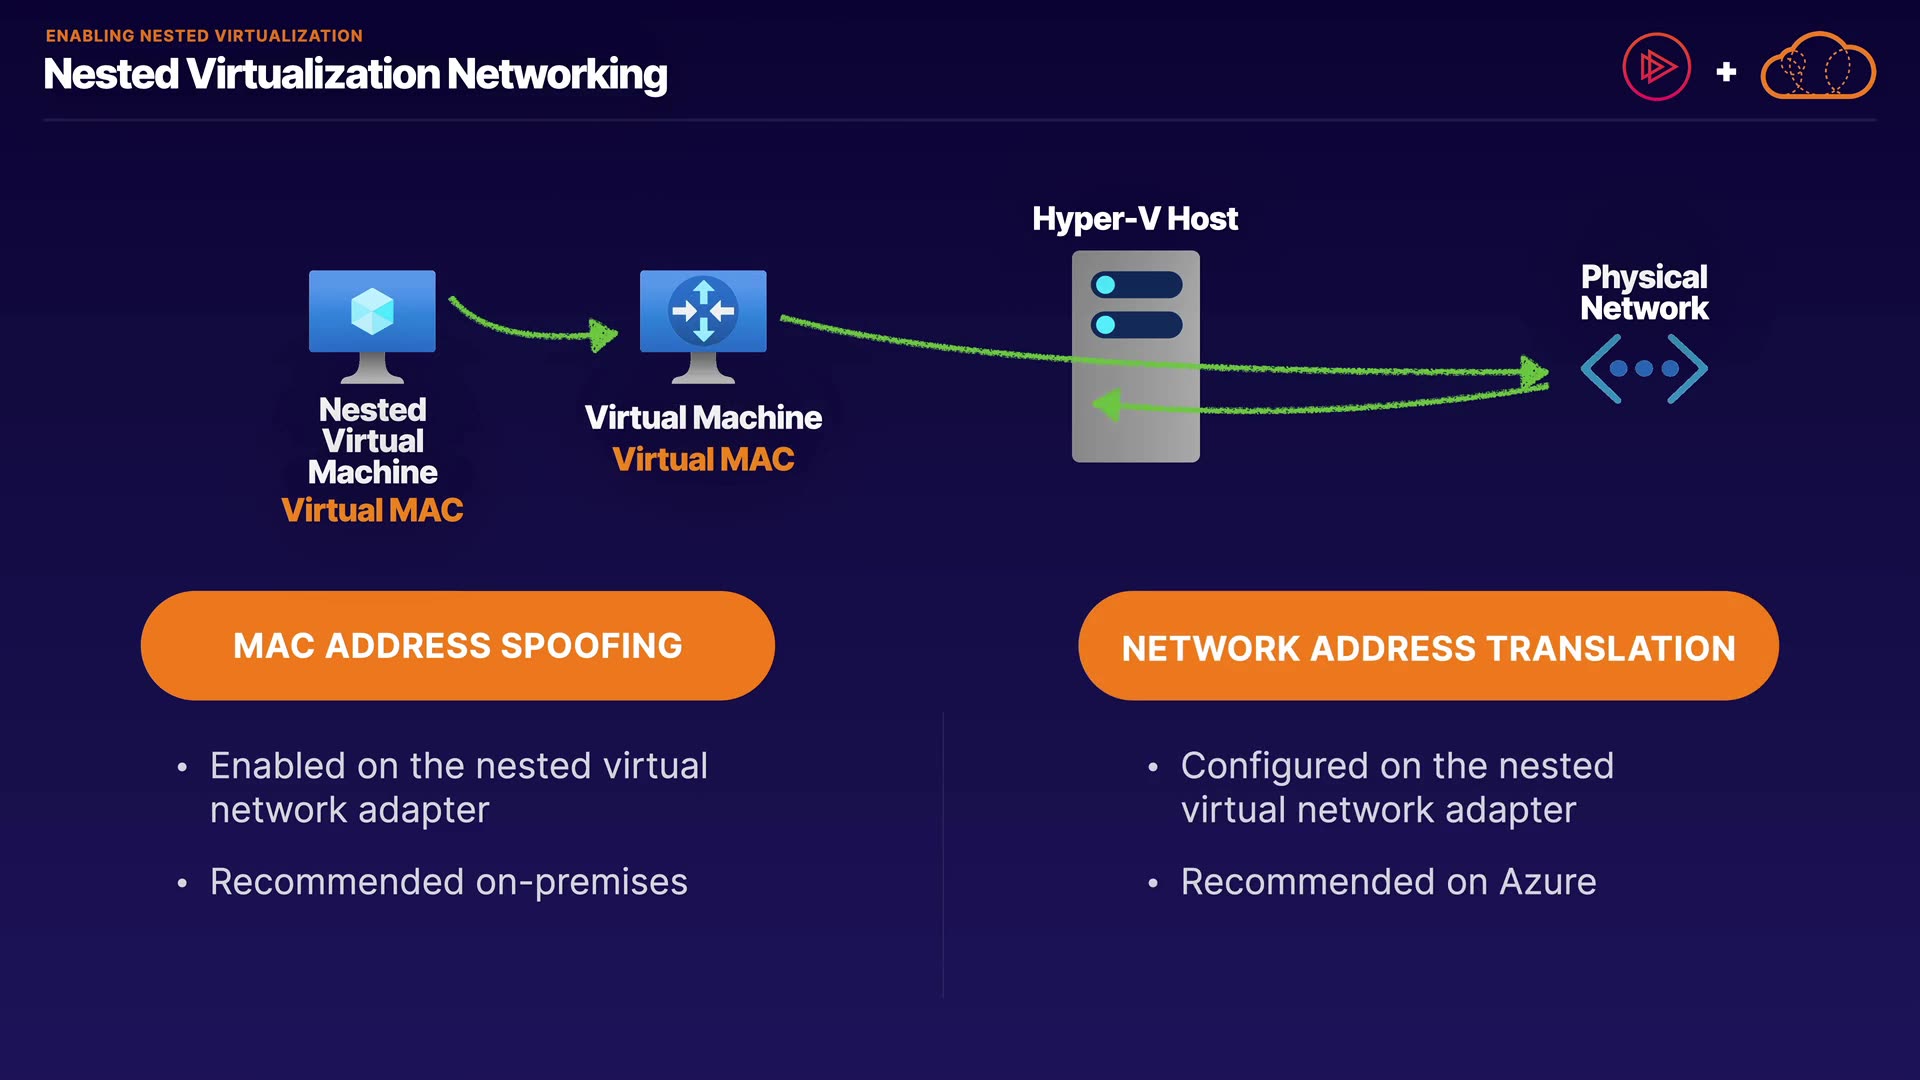 ENABLING NESTED VIRTUALIZATION
Nested Virtualization Networking
Hyper-V Host
Physical
Network
Nested
Virtual
Machine
Virtual MAC
Virtual Machine
Virtual MAC
MAC ADDRESS SPOOFING
• Enabled on the nested virtual
network adapter
• Recommended on-premises
NETWORK ADDRESS TRANSLATION
• Configured on the nested
virtual network adapter
• Recommended on Azure